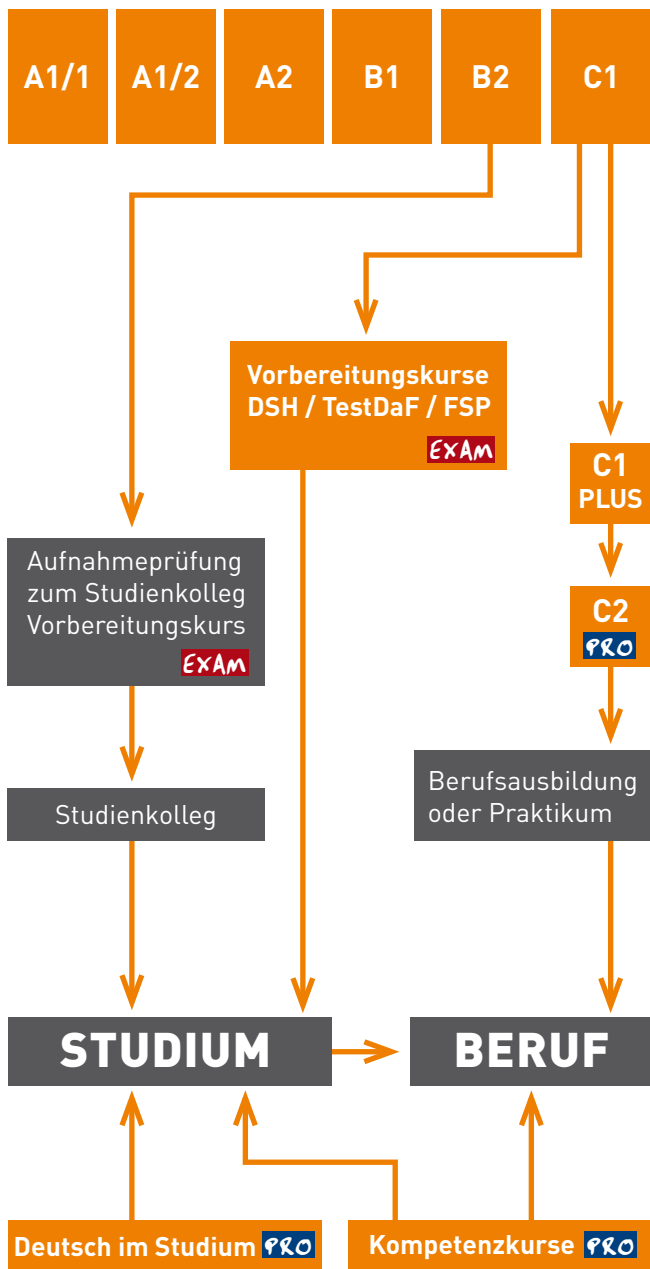 A1/1 A1/2 A2 B1 B2 C1
Vorbereitungskurse
DSH / TestDaF / FSP
EXAM
C1
PLUS
Aufnahmeprüfung
zum Studienkolleg
Vorbereitungskurs
EXAM
C2
PRO
Berufsausbildung
oder Praktikum
Studienkolleg
STUDIUM
BERUF
Deutsch im Studium PRO
Kompetenzkurse PRO